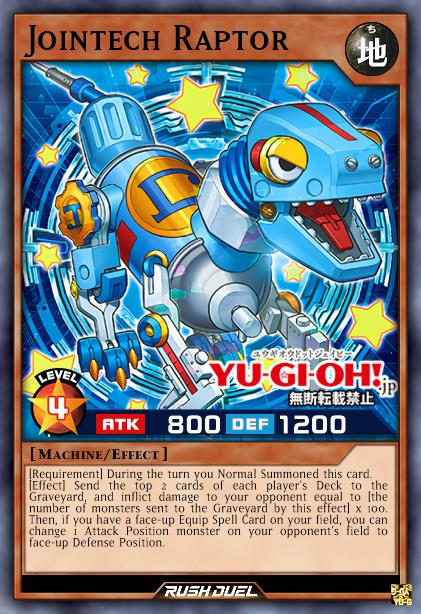 JOINTECH RAPTOR
ち
地
ユウギオウドットジェイピー
YU-GI-OH!.jp
無断転載禁止
LEVEL
4
ATK 800 DEF 1200
[MACHINE/EFFECT]
[Requirement] During the turn you Normal Summoned this card.
[Effect] Send the top 2 cards of each player's Deck to the
Graveyard, and inflict damage to your opponent equal to [the
number of monsters sent to the Graveyard by this effect] x 100.
Then, if you have a face-up Equip Spell Card on your field, you can
change 1 Attack Position monster on your opponent's field to
face-up Defense Position.
RUSH DUEL